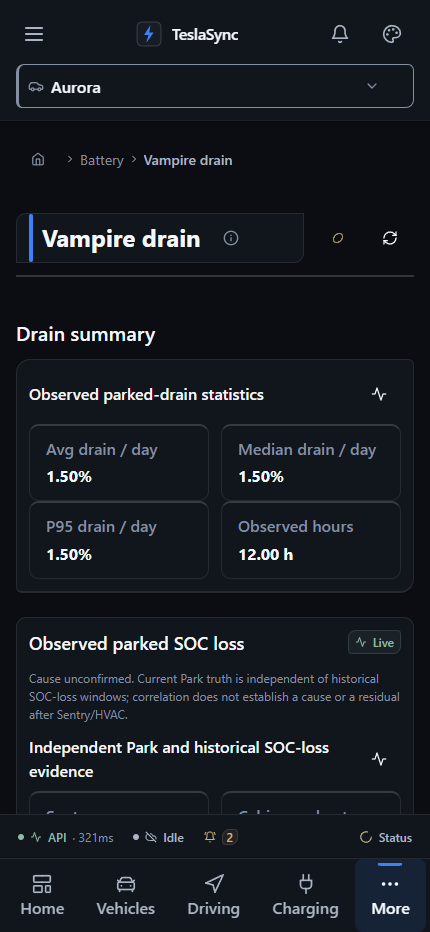 TeslaSync
Aurora
Battery
Vampire drain
Vampire drain
Drain summary
Observed parked-drain statistics
Avg drain / day
1.50%
Median drain / day
1.50%
P95 drain / day
1.50%
Observed hours
12.00 h
Observed parked SOC loss
Live
Cause unconfirmed. Current Park truth is independent of historical
SOC-loss windows; correlation does not establish a cause or a residual
after Sentry/HVAC.
Independent Park and historical SOC-loss
evidence
API · 321ms
Idle
2
Status
Home
Vehicles
Driving
Charging
More